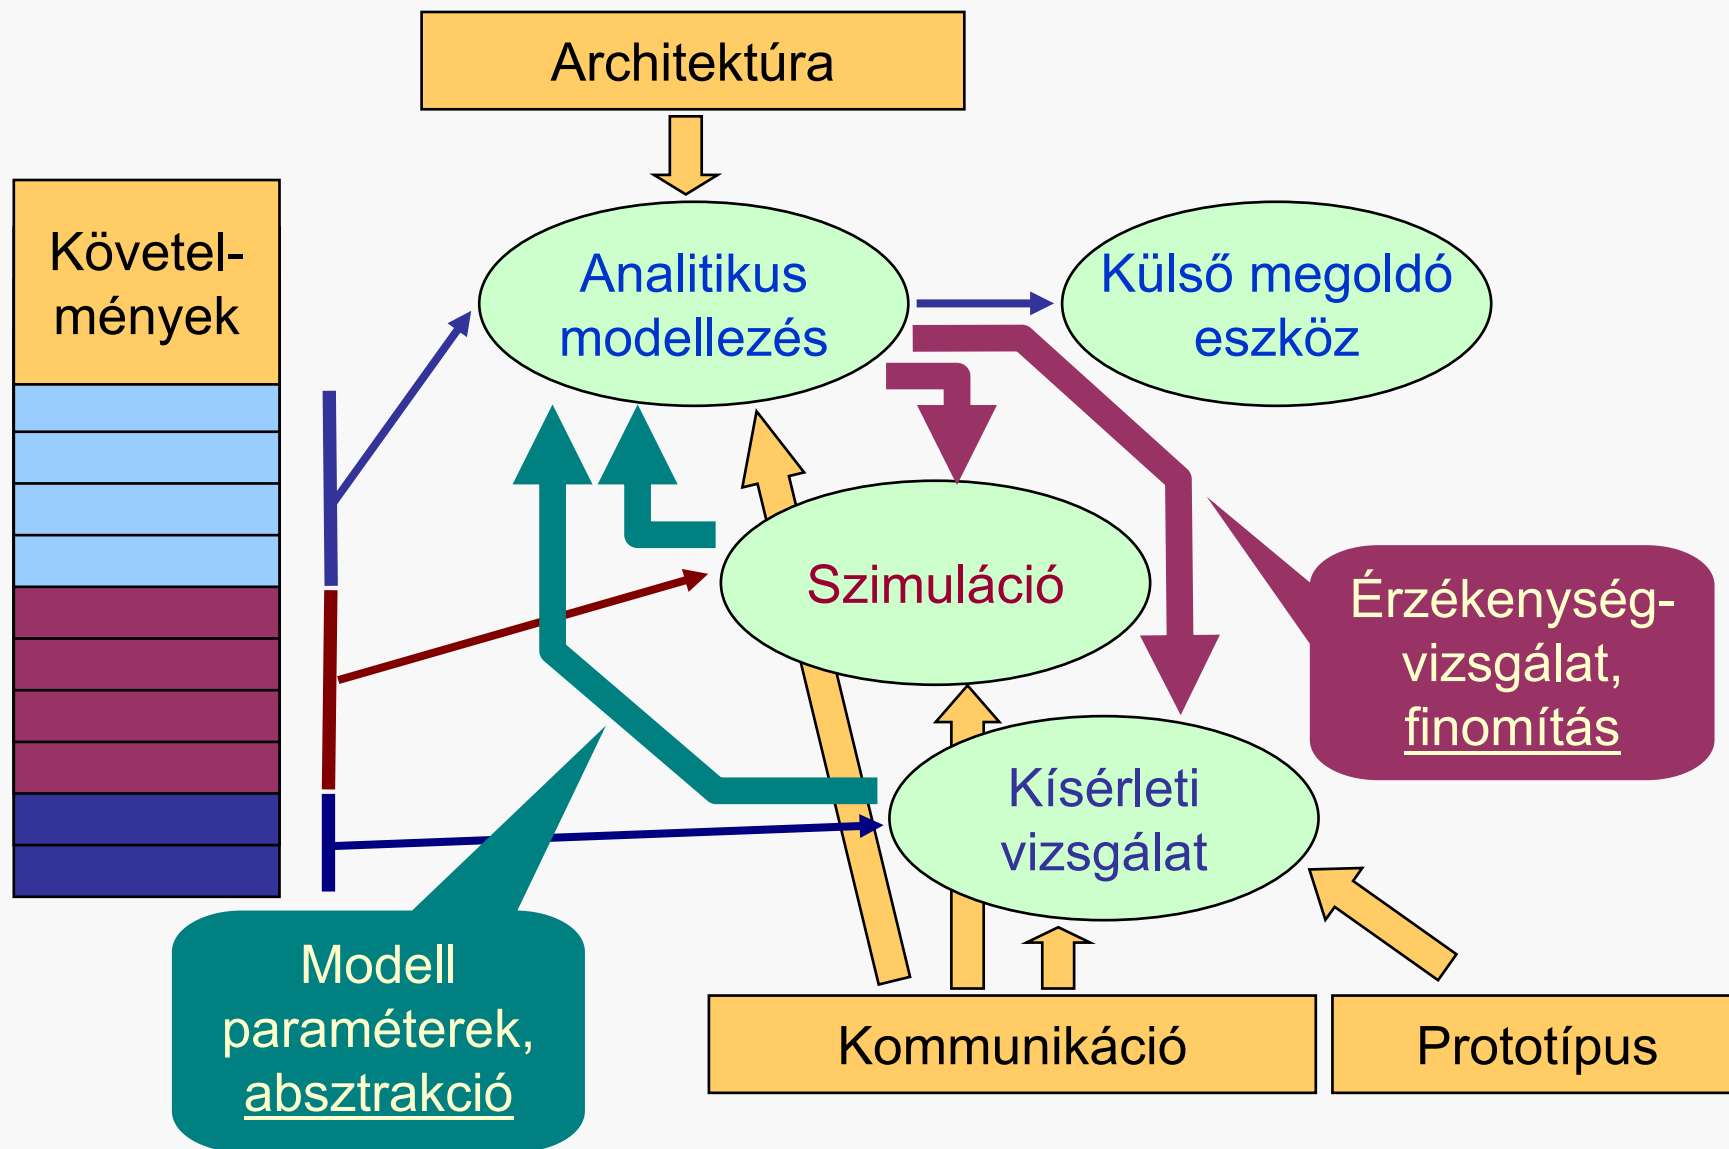 Architektúra
Követel-
mények
Analitikus
modellezés
Külső megoldó
eszköz
Szimuláció
Érzékenység-
vizsgálat,
finomítás
Kísérleti
vizsgálat
Modell
paraméterek,
absztrakció
Kommunikáció
Prototípus